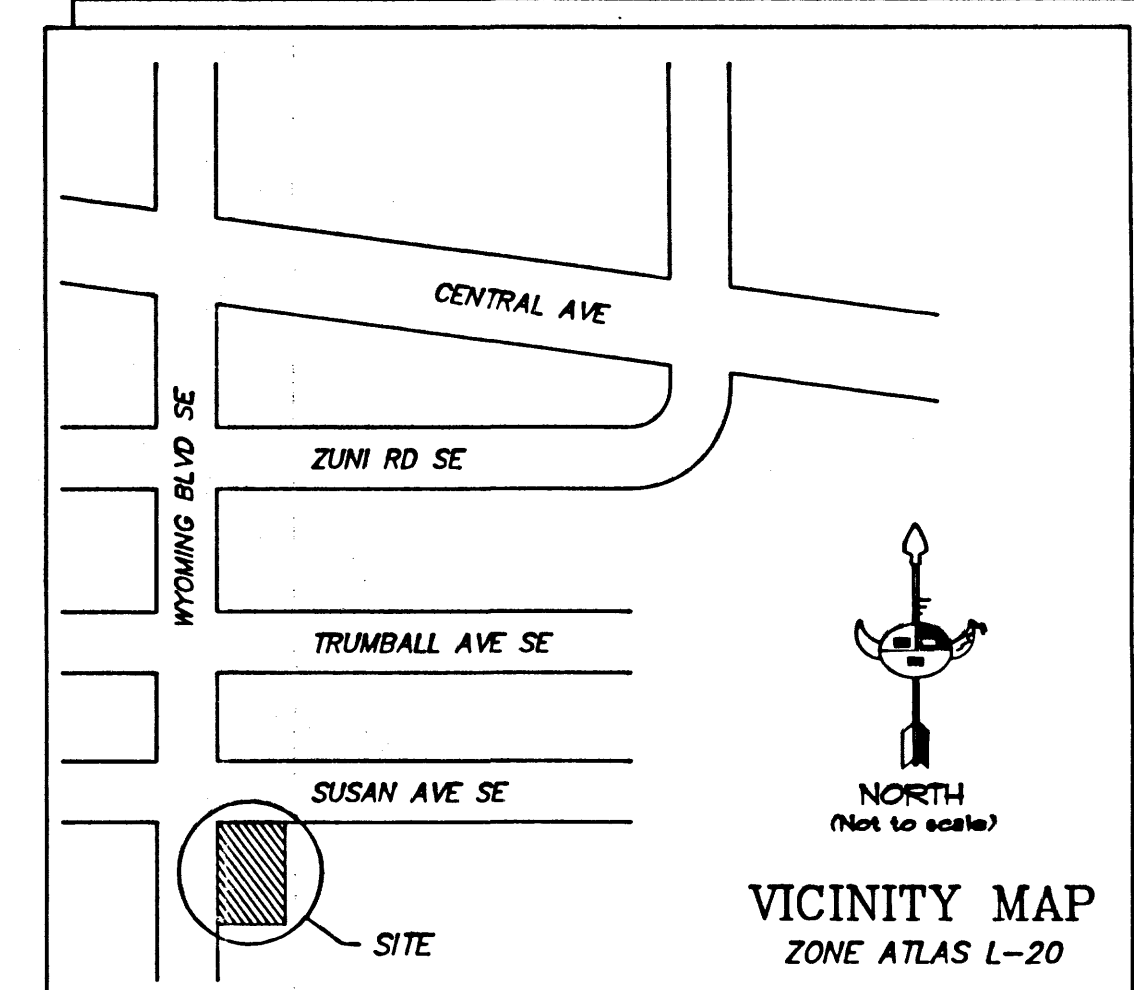 CENTRAL AVE
WYOMING BLVD SE
ZUNI RD SE
TRUMBALL AVE SE
SUSAN AVE SE
NORTH
(Not to scale)
SITE
VICINITY MAP
ZONE ATLAS L-20